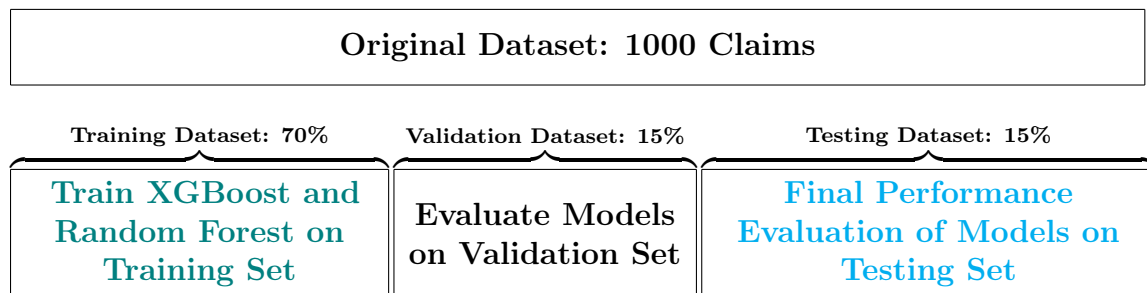 Original Dataset: 1000 Claims
Training Dataset: 70%
Validation Dataset: 15%
Testing Dataset: 15%
Train XGBoost and
Random Forest on
Training Set
Evaluate Models
on Validation Set
Final Performance
Evaluation of Models on
Testing Set